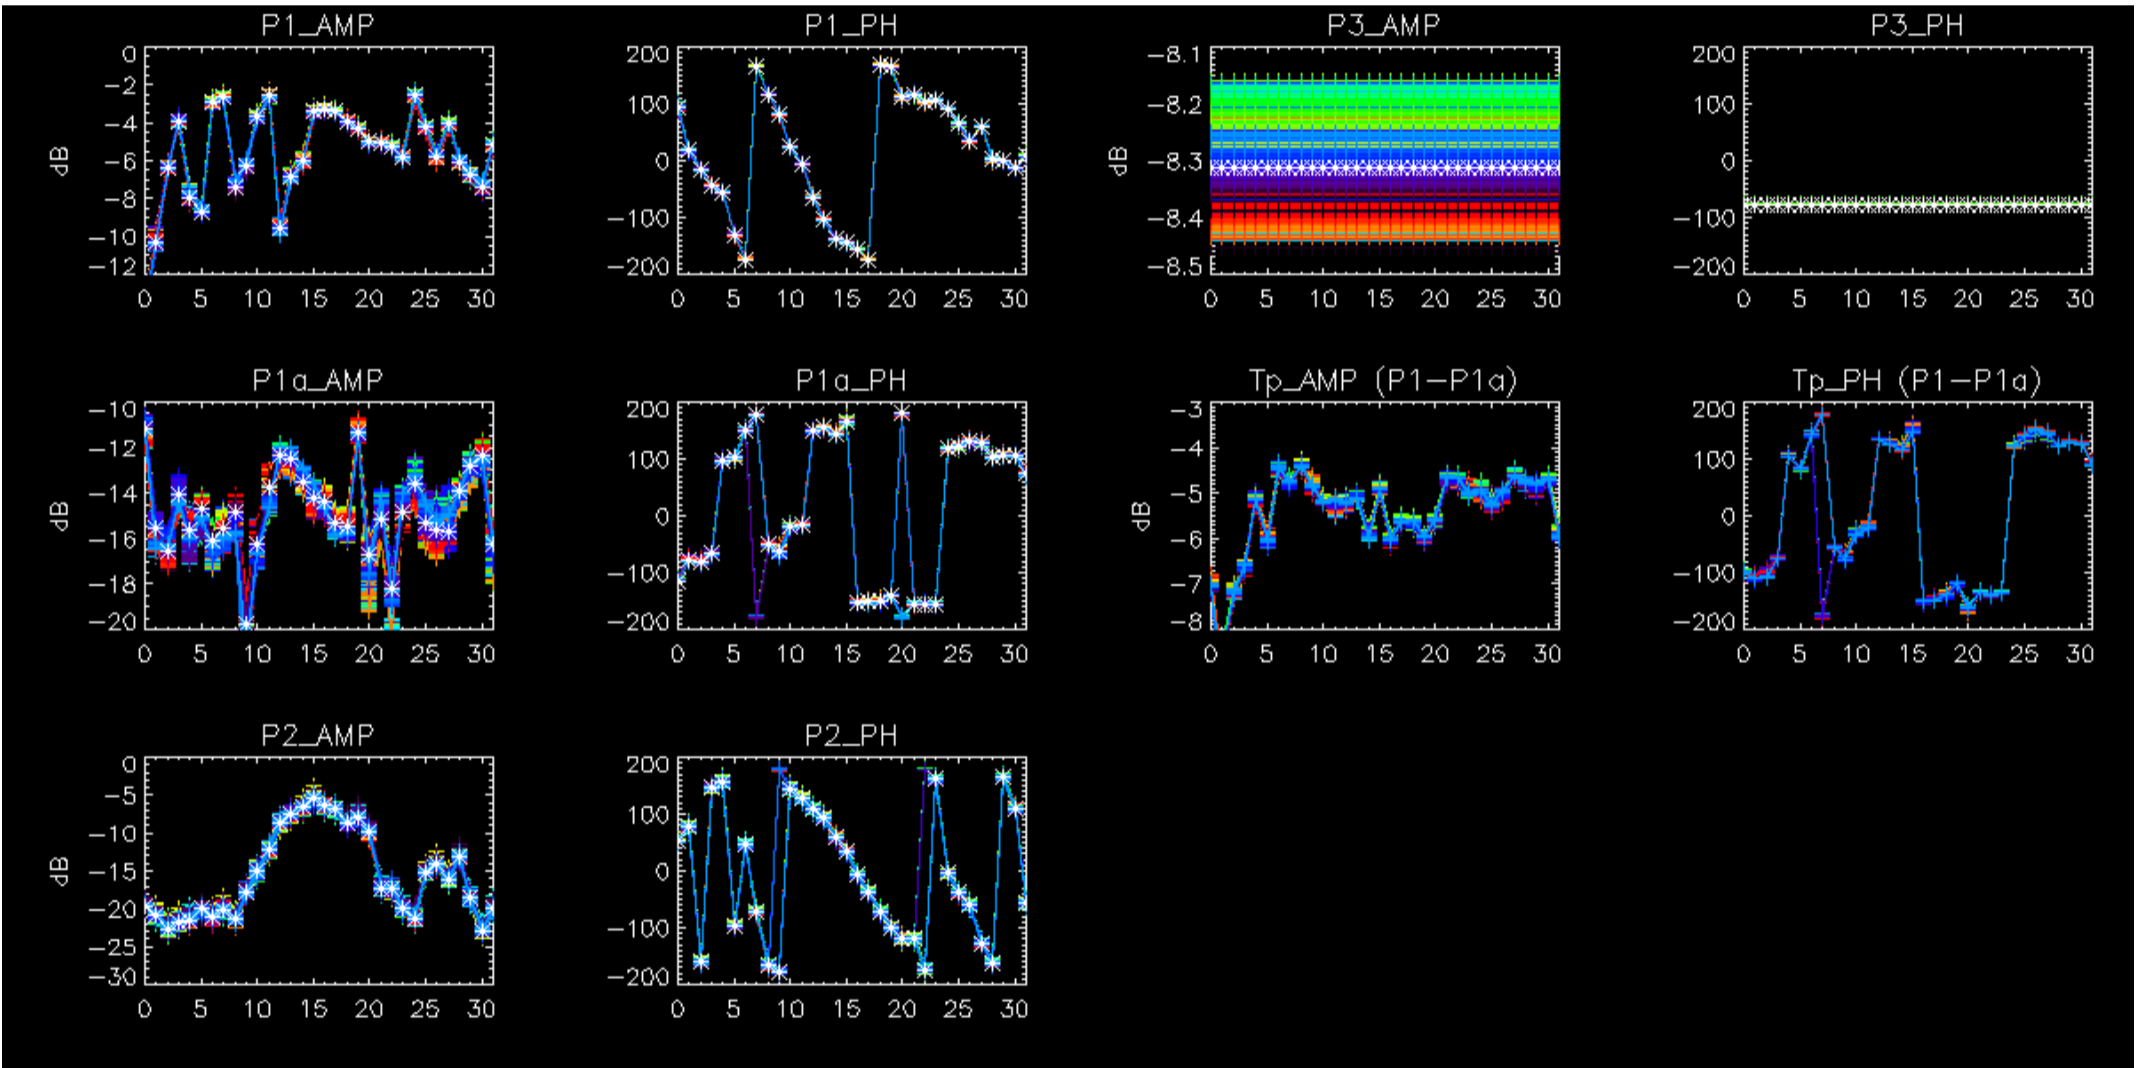 P1_AMP
0
-2
-4
-6
-8
-10
-12
dB
0 5 10 15 20 25 30
P1_PH
200
100
0
-100
-200
0 5 10 15 20 25 30
P3_AMP
-8.1
-8.2
-8.3
-8.4
-8.5
dB
0 5 10 15 20 25 30
P3_PH
200
100
0
-100
-200
0 5 10 15 20 25 30
P1a_AMP
-10
-12
-14
-16
-18
-20
dB
0 5 10 15 20 25 30
P1a_PH
200
100
0
-100
-200
0 5 10 15 20 25 30
Tp_AMP (P1-P1a)
-3
-4
-5
-6
-7
-8
dB
0 5 10 15 20 25 30
Tp_PH (P1-P1a)
200
100
0
-100
-200
0 5 10 15 20 25 30
P2_AMP
0
-5
-10
-15
-20
-25
-30
dB
0 5 10 15 20 25 30
P2_PH
200
100
0
-100
-200
0 5 10 15 20 25 30